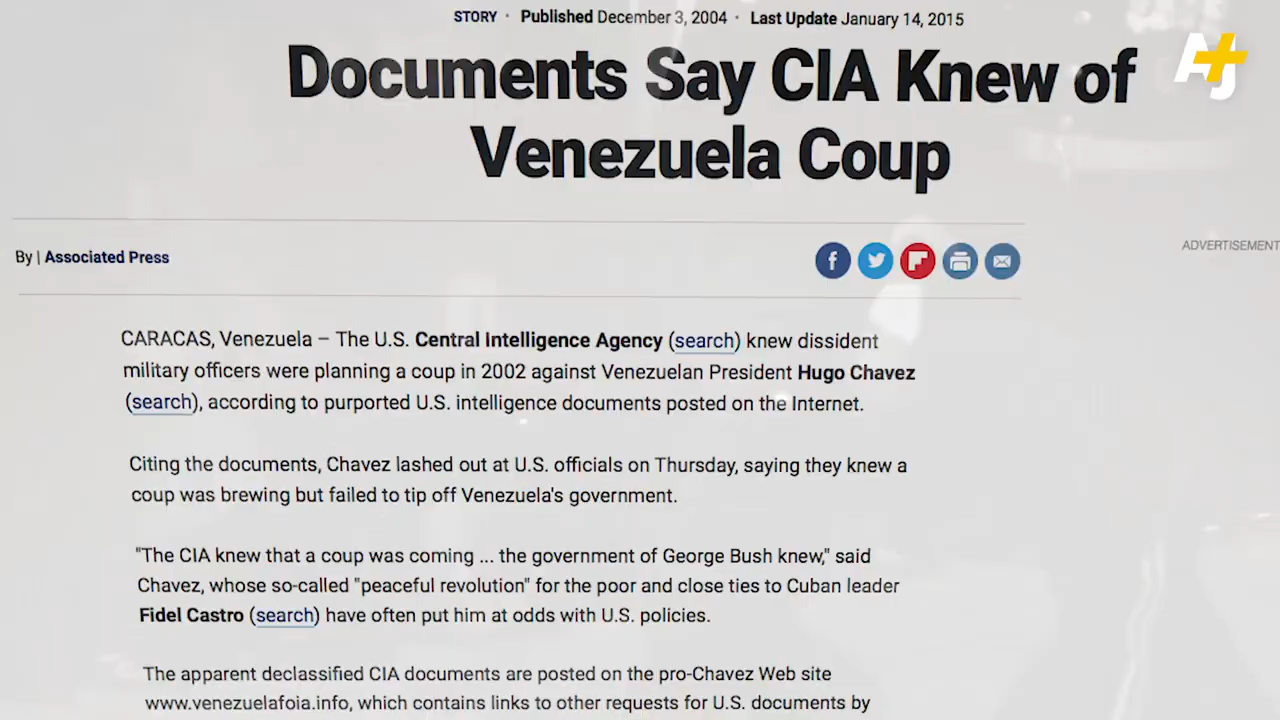 STORY · Published December 3, 2004 · Last Update January 14, 2015
AJ+
Documents Say CIA Knew of
Venezuela Coup
By | Associated Press
ADVERTISEMENT
CARACAS, Venezuela – The U.S. Central Intelligence Agency (search) knew dissident
military officers were planning a coup in 2002 against Venezuelan President Hugo Chavez
(search), according to purported U.S. intelligence documents posted on the Internet.
Citing the documents, Chavez lashed out at U.S. officials on Thursday, saying they knew a
coup was brewing but failed to tip off Venezuela's government.
"The CIA knew that a coup was coming ... the government of George Bush knew," said
Chavez, whose so-called "peaceful revolution" for the poor and close ties to Cuban leader
Fidel Castro (search) have often put him at odds with U.S. policies.
The apparent declassified CIA documents are posted on the pro-Chavez Web site
www.venezuelafoia.info, which contains links to other requests for U.S. documents by